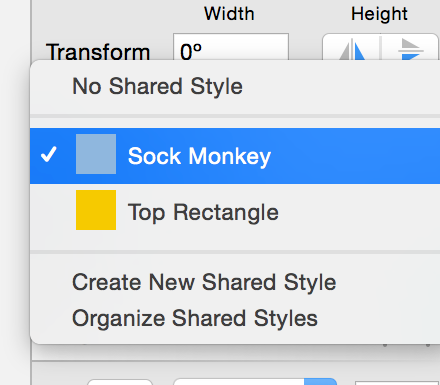 Width Height
Transform 0º
No Shared Style
Sock Monkey
Top Rectangle
Create New Shared Style
Organize Shared Styles